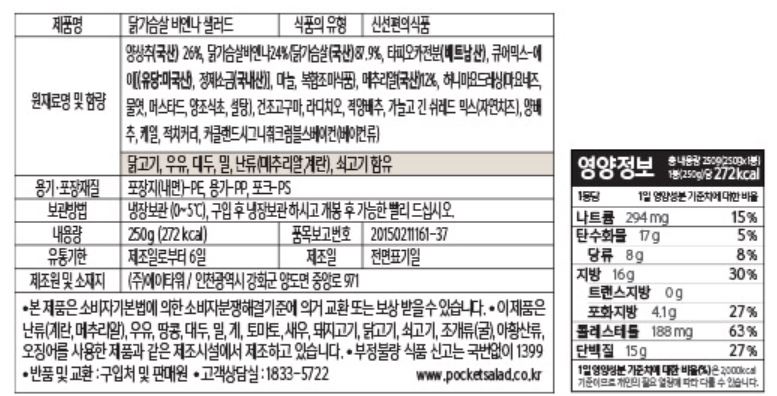 제품명 닭가슴살 비엔나 샐러드 식품의 유형 신선편의식품
원재료명 및 함량
양상추(국산) 26%, 닭가슴살비엔나24%[닭가슴살(국산)87.9%, 타피오카전분(베트남산), 큐어믹스-에
이[(유당:미국산), 정제소금(국내산)], 마늘, 복합조미식품}, 메추리알(국산)12%, 허니마요드레싱(마요네즈,
물엿, 머스타드, 양조식초, 설탕), 건조고구마, 라디치오, 적양배추, 가늘고 긴 쉬레드 믹스(자연치즈), 양배
추, 케일, 적치커리, 커클랜드시그니춰크럼블스베이컨(베이컨류)
닭고기, 우유, 대두, 밀, 난류(메추리알,계란), 쇠고기 함유
용기·포장재질 포장지(내면)-PE, 용기-PP, 포크-PS
보관방법 냉장보관 (0~5℃), 구입 후 냉장보관 하시고 개봉 후 가능한 빨리 드십시오.
내용량 250g (272 kcal) 품목보고번호 20150211161-37
유통기한 제조일로부터 6일 제조일 전면표기일
제조원 및 소재지 (주)에이타워 / 인천광역시 강화군 양도면 중앙로 971
•본 제품은 소비자기본법에 의한 소비자분쟁해결기준에 의거 교환 또는 보상 받을 수 있습니다. •이 제품은
난류(계란, 메추리알), 우유, 땅콩, 대두, 밀, 게, 토마토, 새우, 돼지고기, 닭고기, 쇠고기, 조개류(굴), 아황산류,
오징어를 사용한 제품과 같은 제조시설에서 제조하고 있습니다. •부정불량 식품 신고는 국번없이 1399
•반품 및 교환 : 구입처 및 판매원 •고객상담실 : 1833-5722 www.pocketsalad.co.kr
영양정보 총 내용량 250g(250g x 1봉)
1봉(250g)당 272kcal
1봉당 1일 영양성분 기준치에 대한 비율
나트륨 294 mg 15%
탄수화물 17 g 5%
당류 8 g 8%
지방 16 g 30%
트랜스지방 0 g
포화지방 4.1 g 27%
콜레스테롤 188 mg 63%
단백질 15 g 27%
1일 영양성분 기준치에 대한 비율(%)은 2,000kcal
기준이므로 개인의 필요 열량에 따라 다를 수 있습니다.